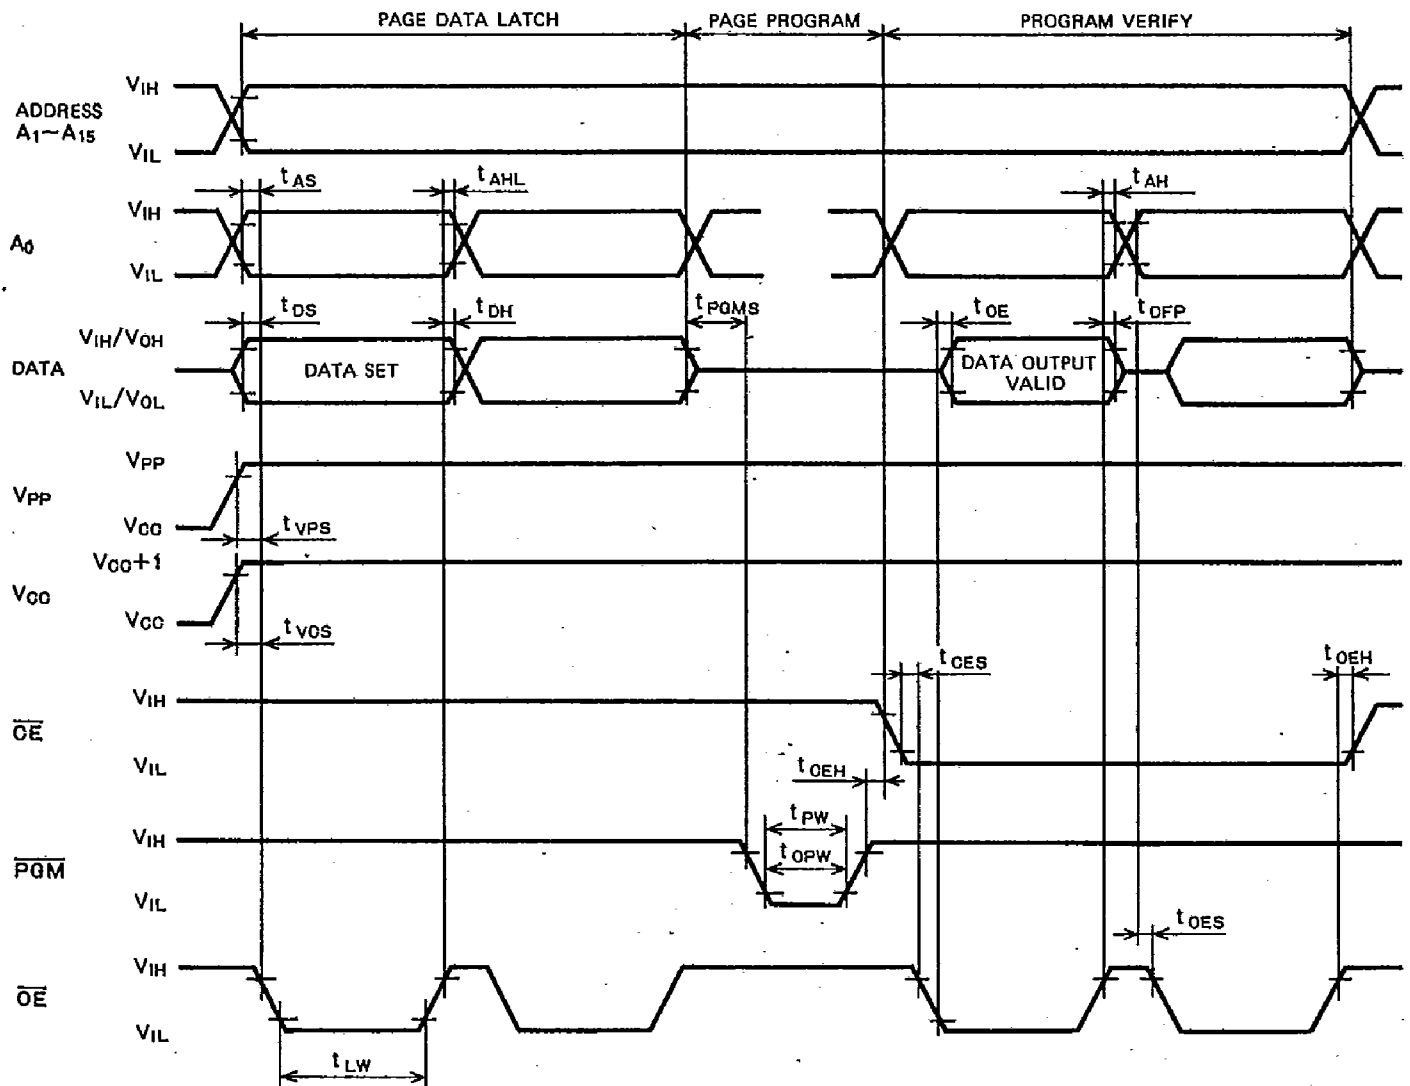 PAGE DATA LATCH PAGE PROGRAM PROGRAM VERIFY
VIH
ADDRESS
A1~A15
VIL
tAS tAHL tAH
VIH
A0
VIL
tDS tDH tPGMS tOE tDFP
VIH/VOH
DATA DATA SET DATA OUTPUT
VALID
VIL/VOL
VPP
VPP
VCC
tVPS
VCC+1
VCC
VCC
tVCS
tCES tOEH
VIH
CE
VIL
tCEH
tPW
VIH
PGM
tOPW
VIL
tOES
VIH
OE
VIL
tLW